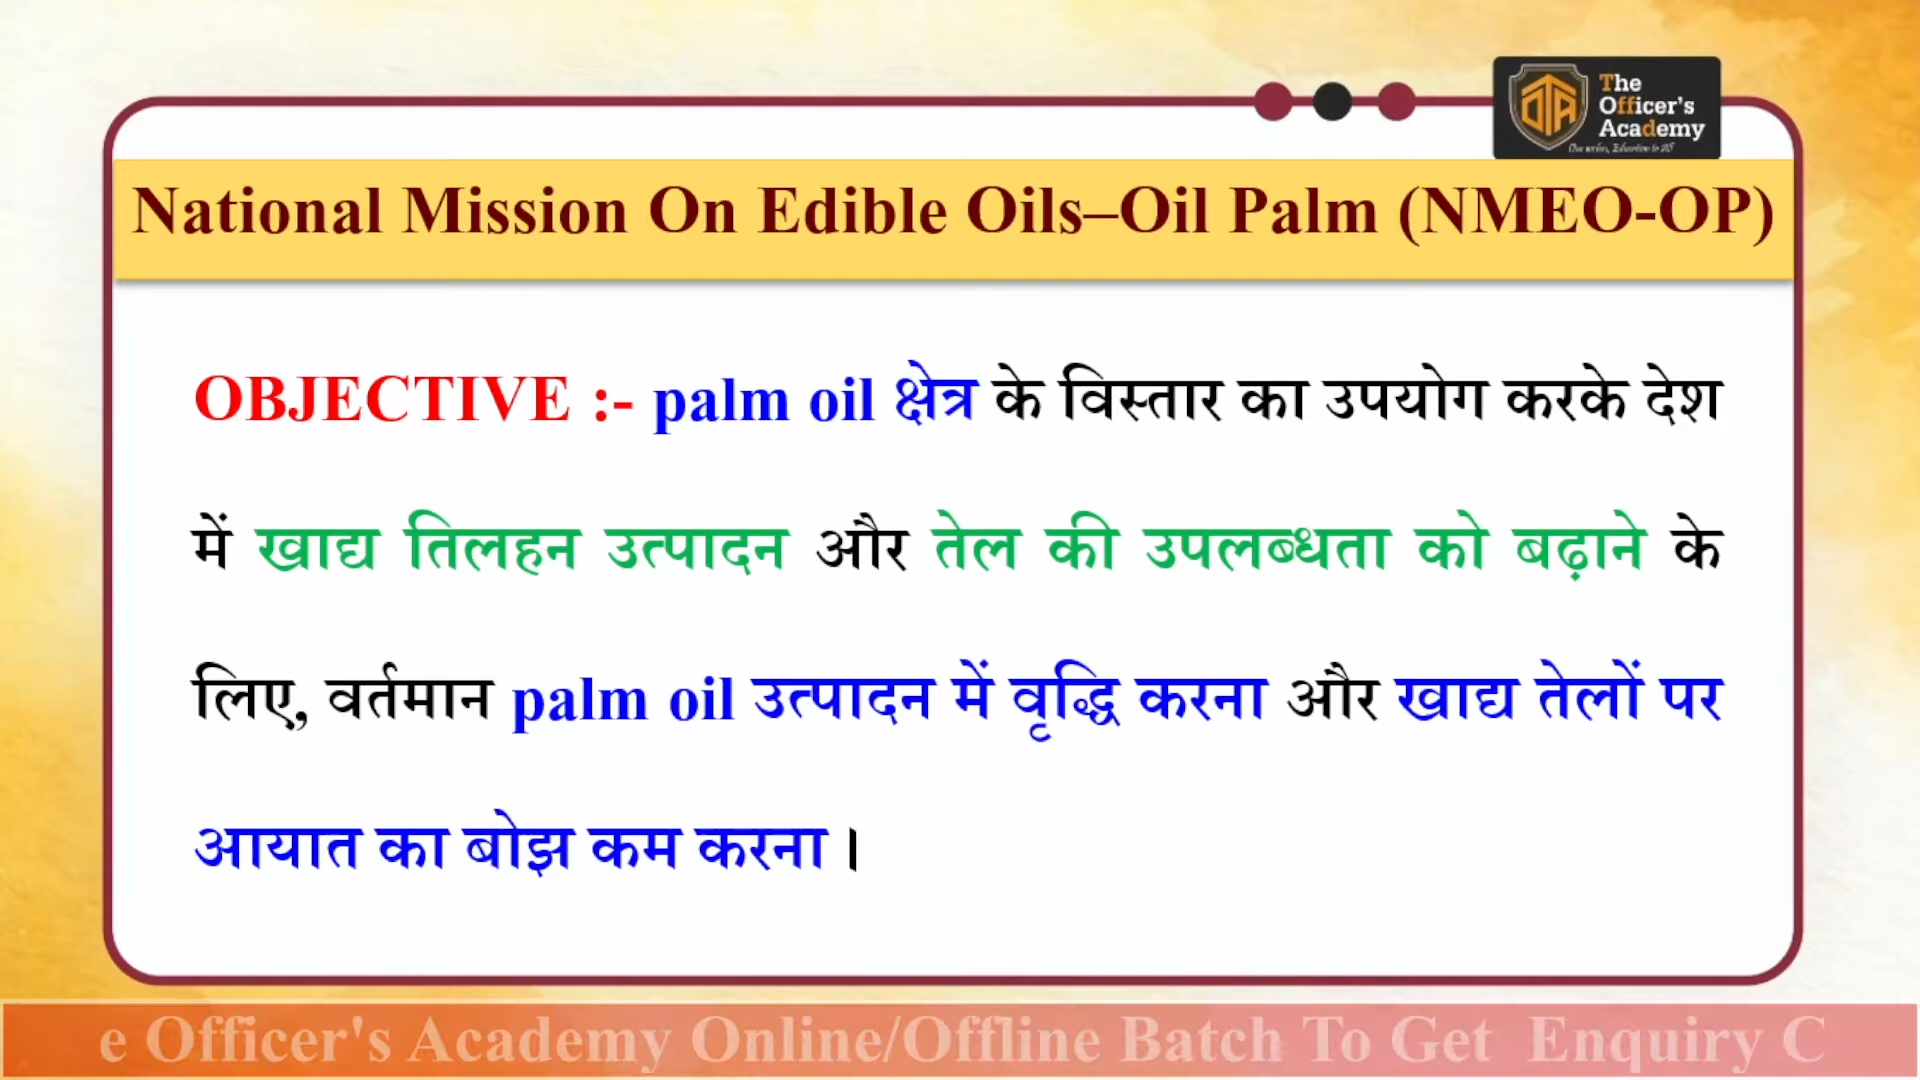 The
Officer's
Academy
National Mission On Edible Oils–Oil Palm (NMEO-OP)
OBJECTIVE :- palm oil क्षेत्र के विस्तार का उपयोग करके देश
में खाद्य तिलहन उत्पादन और तेल की उपलब्धता को बढ़ाने के
लिए, वर्तमान palm oil उत्पादन में वृद्धि करना और खाद्य तेलों पर
आयात का बोझ कम करना ।
e Officer's Academy Online/Offline Batch To Get Enquiry C